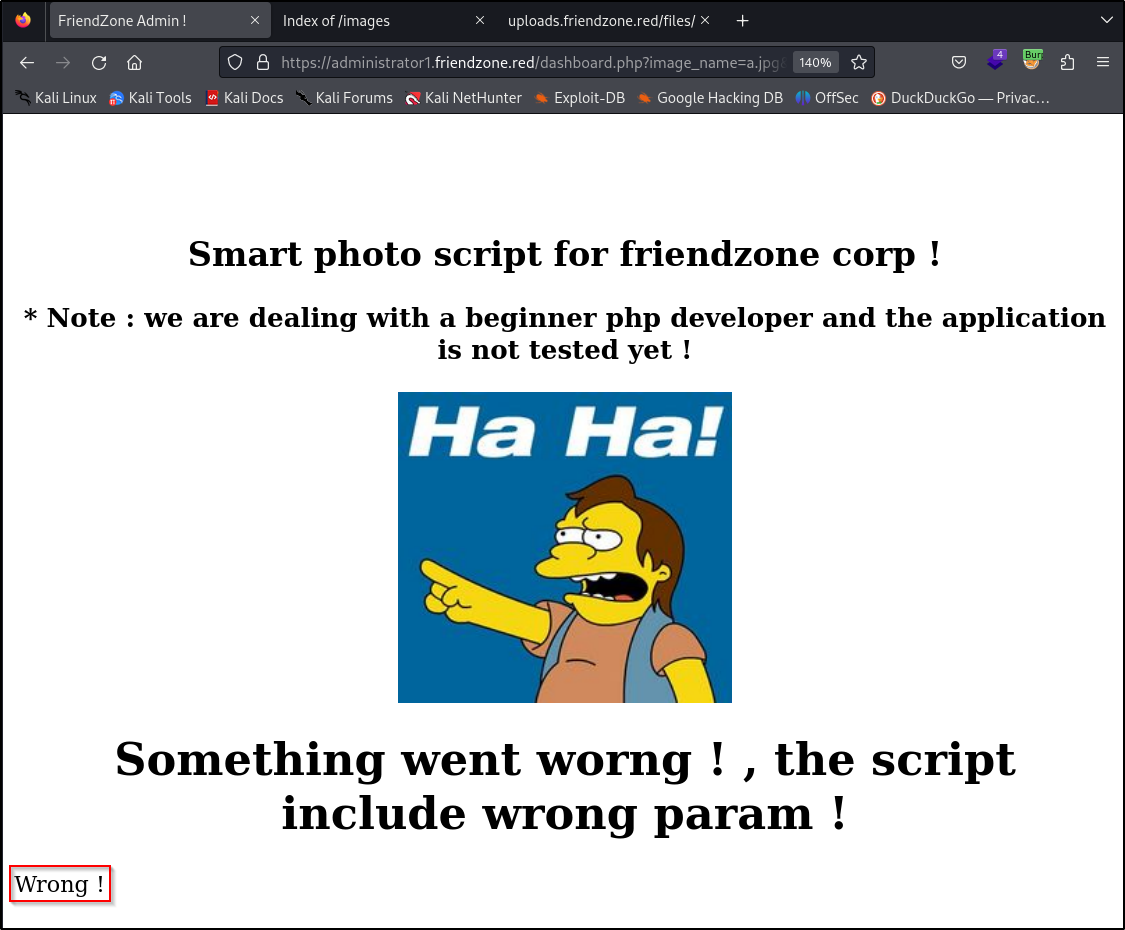 FriendZone Admin !
Index of /images
uploads.friendzone.red/files/
https://administrator1.friendzone.red/dashboard.php?image_name=a.jpg&
140%
4
Burr
Kali Linux
Kali Tools
Kali Docs
Kali Forums
Kali NetHunter
Exploit-DB
Google Hacking DB
OffSec
DuckDuckGo — Privac…
Smart photo script for friendzone corp !
* Note : we are dealing with a beginner php developer and the application
is not tested yet !
Ha Ha!
Something went worng ! , the script
include wrong param !
Wrong !